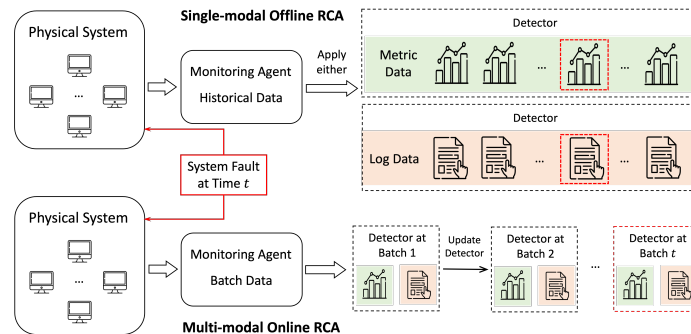 Single-modal Offline RCA
Physical System
...
Monitoring Agent
Historical Data
Apply
either
Detector
Metric
Data
...
...
Detector
Log Data
...
...
System Fault
at Time t
Physical System
...
Monitoring Agent
Batch Data
Detector at
Batch 1
Update
Detector
Detector at
Batch 2
...
Detector at
Batch t
Multi-modal Online RCA